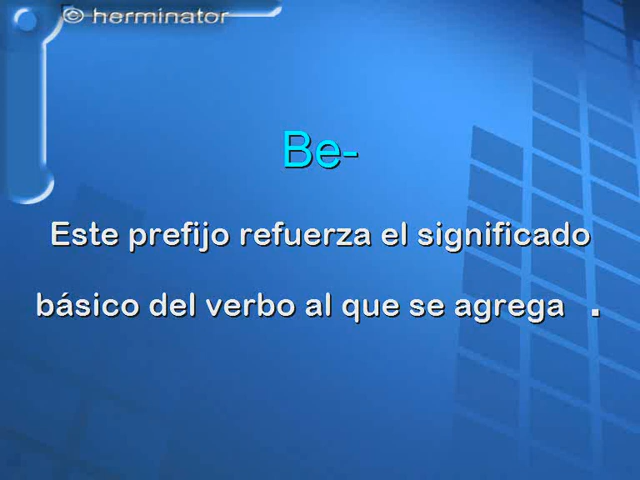 © herminator
Be-
Este prefijo refuerza el significado
básico del verbo al que se agrega .